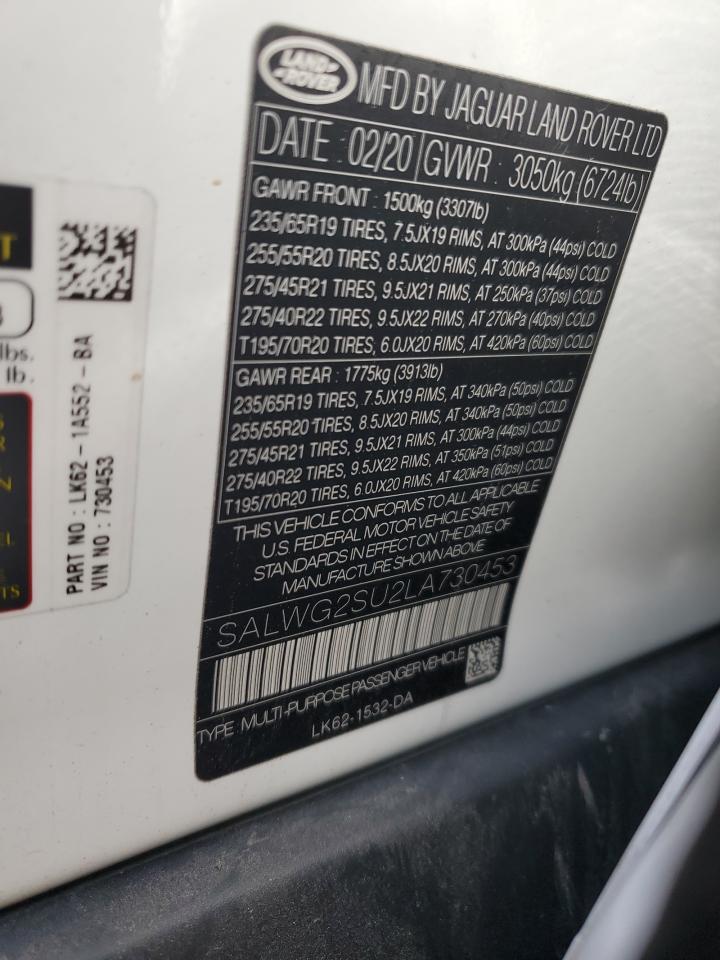 LAND
ROVER
MFD BY JAGUAR LAND ROVER LTD
DATE : 02/20 GVWR : 3050kg (6724lb)
GAWR FRONT : 1500kg (3307lb)
235/65R19 TIRES, 7.5JX19 RIMS, AT 300kPa (44psi) COLD
255/55R20 TIRES, 8.5JX20 RIMS, AT 300kPa (44psi) COLD
275/45R21 TIRES, 9.5JX21 RIMS, AT 250kPa (37psi) COLD
275/40R22 TIRES, 9.5JX22 RIMS, AT 270kPa (40psi) COLD
T195/70R20 TIRES, 6.0JX20 RIMS, AT 420kPa (60psi) COLD
GAWR REAR : 1775kg (3913lb)
235/65R19 TIRES, 7.5JX19 RIMS, AT 340kPa (50psi) COLD
255/55R20 TIRES, 8.5JX20 RIMS, AT 340kPa (50psi) COLD
275/45R21 TIRES, 9.5JX21 RIMS, AT 300kPa (44psi) COLD
275/40R22 TIRES, 9.5JX22 RIMS, AT 350kPa (51psi) COLD
T195/70R20 TIRES, 6.0JX20 RIMS, AT 420kPa (60psi) COLD
THIS VEHICLE CONFORMS TO ALL APPLICABLE
U.S. FEDERAL MOTOR VEHICLE SAFETY
STANDARDS IN EFFECT ON THE DATE OF
MANUFACTURE SHOWN ABOVE
SALWG2SU2LA730453
TYPE : MULTI-PURPOSE PASSENGER VEHICLE
LK62-1532-DA
PART NO : LK62 - 1A552 - BA
VIN NO : 730453
lbs.
lb.